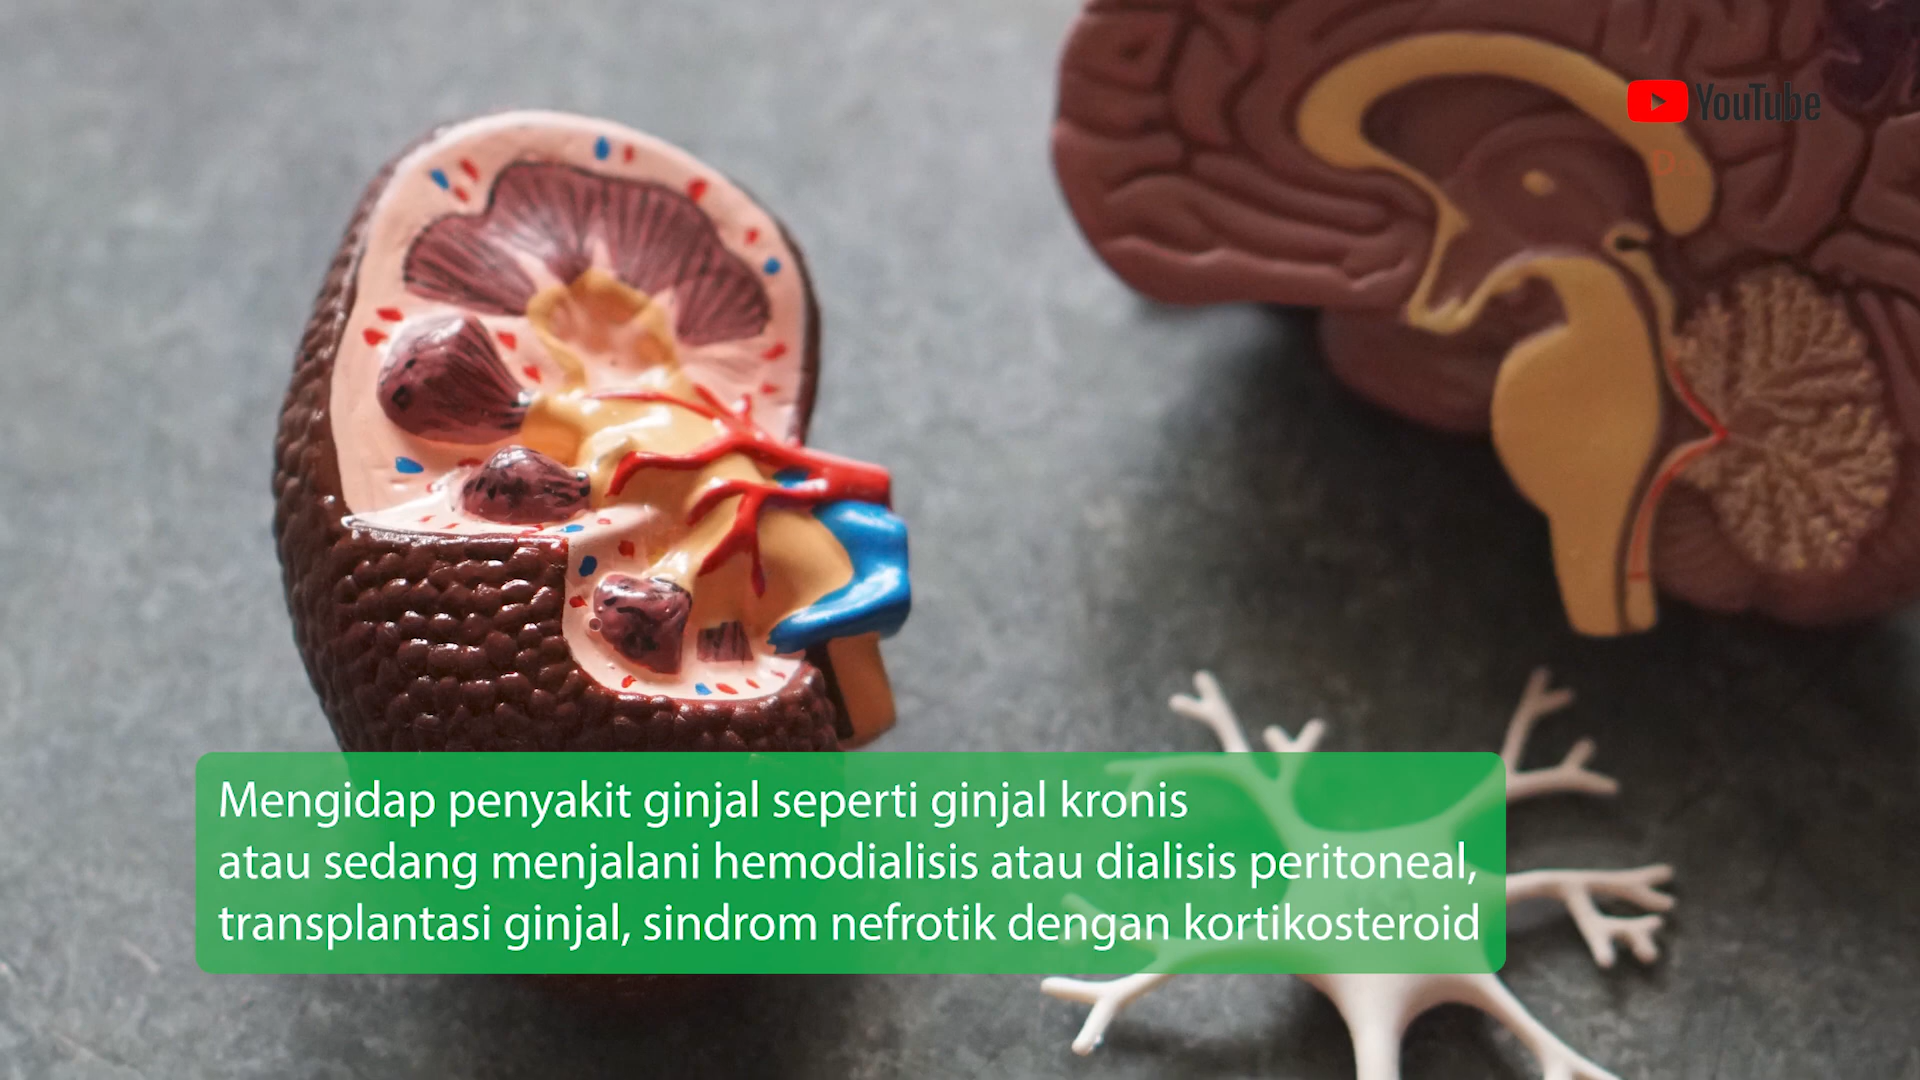 YouTube
Mengidap penyakit ginjal seperti ginjal kronis
atau sedang menjalani hemodialisis atau dialisis peritoneal,
transplantasi ginjal, sindrom nefrotik dengan kortikosteroid